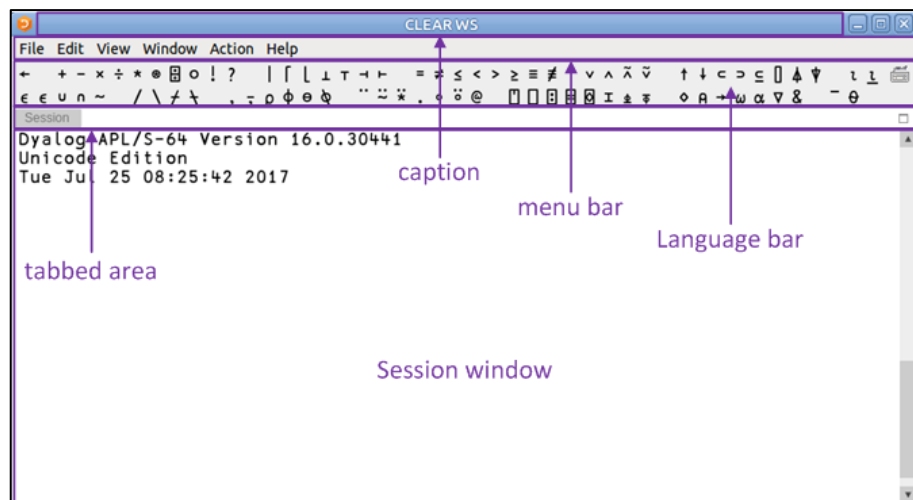 CLEAR WS
File Edit View Window Action Help
← + - × ÷ * ⍟ ⌹ ○ ! ? | ⌈ ⌊ ⊥ ⊤ ⊣ ⊢ = ≠ ≤ < > ≥ ≡ ≢ ∨ ∧ ⍲ ⍱ ↑ ↓ ⊂ ⊃ ⊆ ⌷ ⍋ ⍒ ⍳ ⍸
∊ ⍷ ∪ ∩ ~ / \ ⌿ ⍀ , ⍪ ⍴ ⌽ ⊖ ⍉ ¨ ⍨ ⍣ . ∘ ⍤ @ ⍞ ⎕ ⍠ ⌸ ⌺ ⌶ ⍎ ⍕ ⋄ ⍝ → ⍵ ⍺ ∇ & ¯ ⍬
Session
Dyalog APL/S-64 Version 16.0.30441
Unicode Edition
Tue Jul 25 08:25:42 2017
caption
menu bar
Language bar
tabbed area
Session window